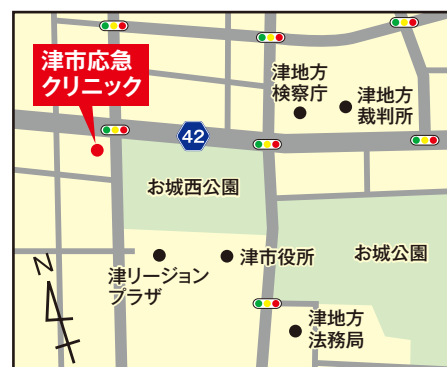 津市応急
クリニック
津地方
検察庁
津地方
裁判所
42
お城西公園
津リージョン
プラザ
津市役所
お城公園
津地方
法務局
N